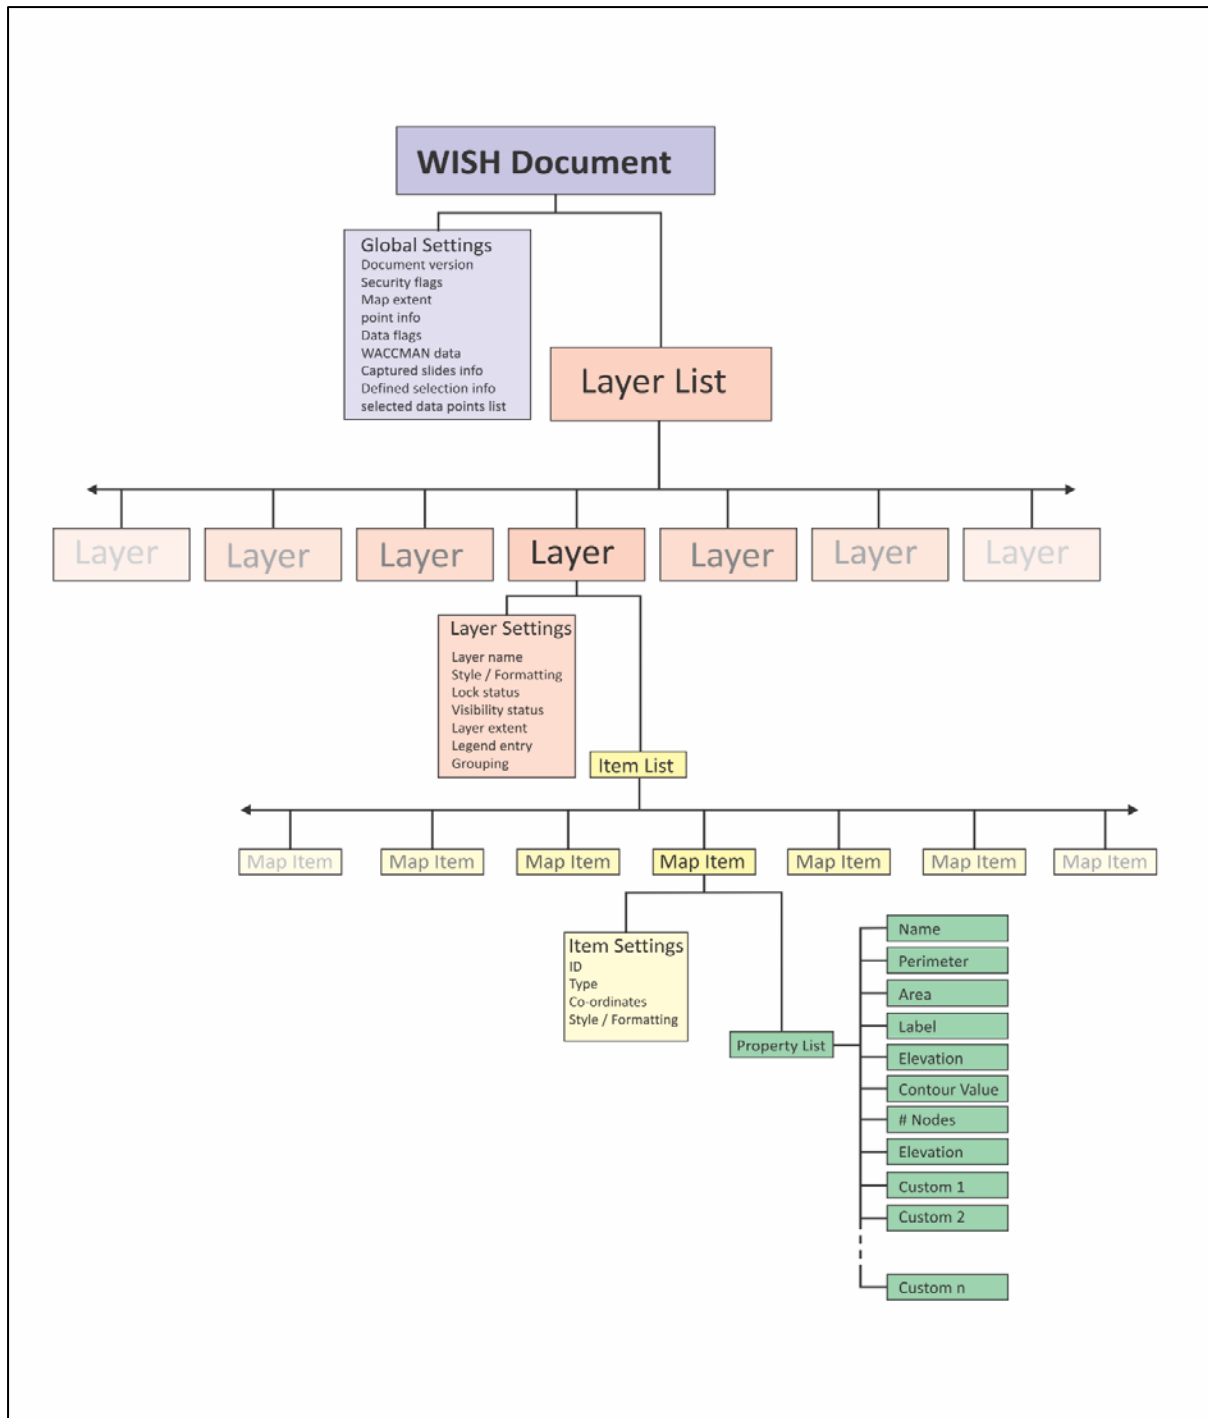 WISH Document
Global Settings
Document version
Security flags
Map extent
point info
Data flags
WACCMAN data
Captured slides info
Defined selection info
selected data points list
Layer List
Layer
Layer
Layer
Layer
Layer
Layer
Layer
Layer Settings
Layer name
Style / Formatting
Lock status
Visibility status
Layer extent
Legend entry
Grouping
Item List
Map Item
Map Item
Map Item
Map Item
Map Item
Map Item
Map Item
Item Settings
ID
Type
Co-ordinates
Style / Formatting
Property List
Name
Perimeter
Area
Label
Elevation
Contour Value
# Nodes
Elevation
Custom 1
Custom 2
Custom n